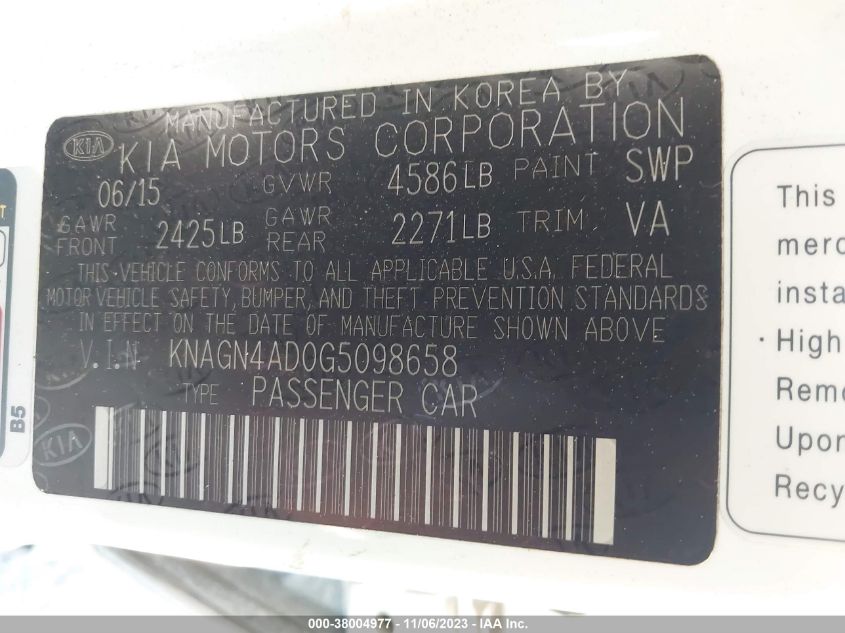 MANUFACTURED IN KOREA BY
KIA KIA MOTORS CORPORATION
06/15 GVWR 4586LB PAINT SWP
GAWR FRONT 2425LB GAWR REAR 2271LB TRIM VA
THIS VEHICLE CONFORMS TO ALL APPLICABLE U.S.A. FEDERAL
MOTOR VEHICLE SAFETY, BUMPER, AND THEFT PREVENTION STANDARDS
IN EFFECT ON THE DATE OF MANUFACTURE SHOWN ABOVE
V.I.N KNAGN4AD0G5098658
TYPE PASSENGER CAR
KIA
B5
This
merc
insta
· High
Remo
Upon
Recy
000-38004977 - 11/06/2023 - IAA Inc.